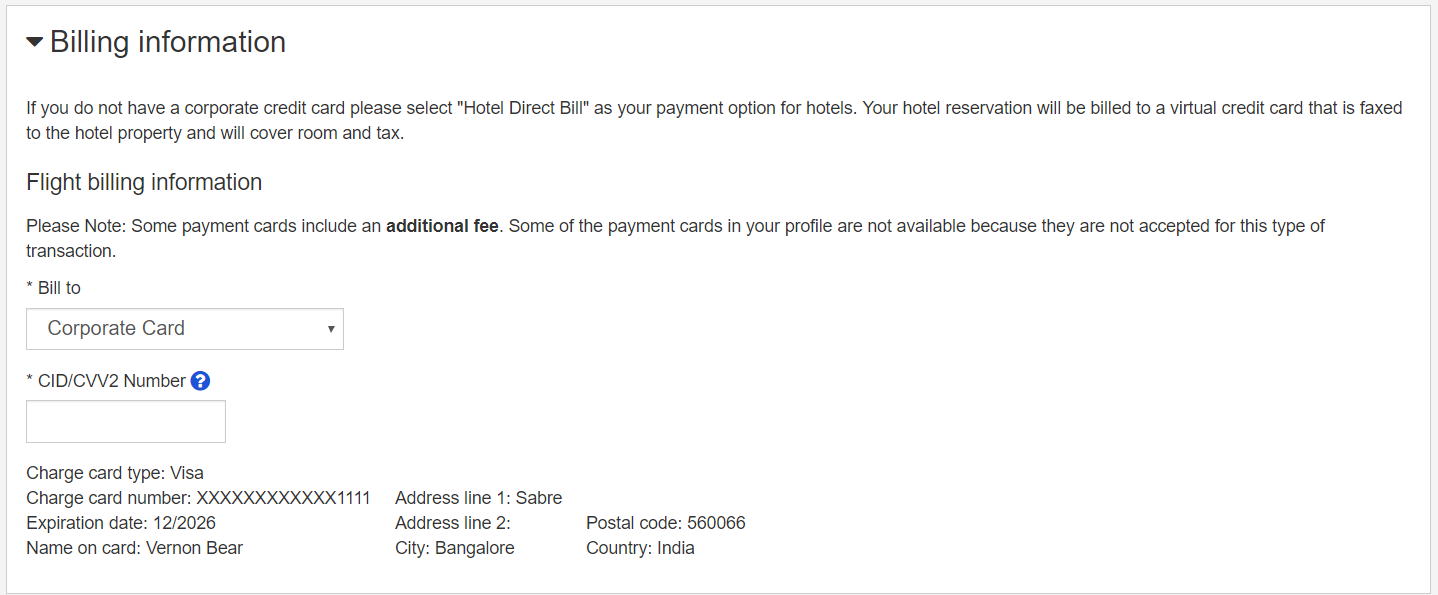 Billing information
If you do not have a corporate credit card please select "Hotel Direct Bill" as your payment option for hotels. Your hotel reservation will be billed to a virtual credit card that is faxed
to the hotel property and will cover room and tax.
Flight billing information
Please Note: Some payment cards include an additional fee. Some of the payment cards in your profile are not available because they are not accepted for this type of
transaction.
* Bill to
Corporate Card
* CID/CVV2 Number ?
Charge card type: Visa
Charge card number: XXXXXXXXXXXX1111 Address line 1: Sabre
Expiration date: 12/2026 Address line 2: Postal code: 560066
Name on card: Vernon Bear City: Bangalore Country: India